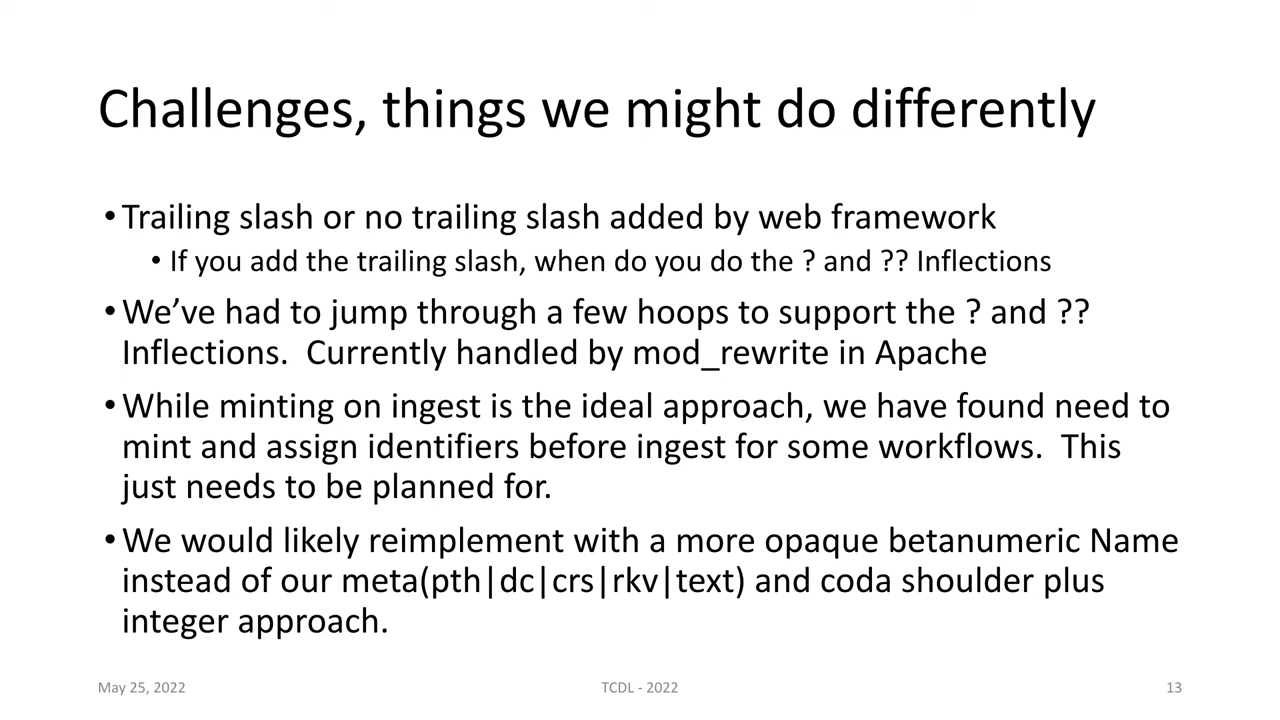 Challenges, things we might do differently
• Trailing slash or no trailing slash added by web framework
• If you add the trailing slash, when do you do the ? and ?? Inflections
• We’ve had to jump through a few hoops to support the ? and ??
Inflections.  Currently handled by mod_rewrite in Apache
• While minting on ingest is the ideal approach, we have found need to
mint and assign identifiers before ingest for some workflows.  This
just needs to be planned for.
• We would likely reimplement with a more opaque betanumeric Name
instead of our meta(pth|dc|crs|rkv|text) and coda shoulder plus
integer approach.
May 25, 2022
TCDL - 2022
13